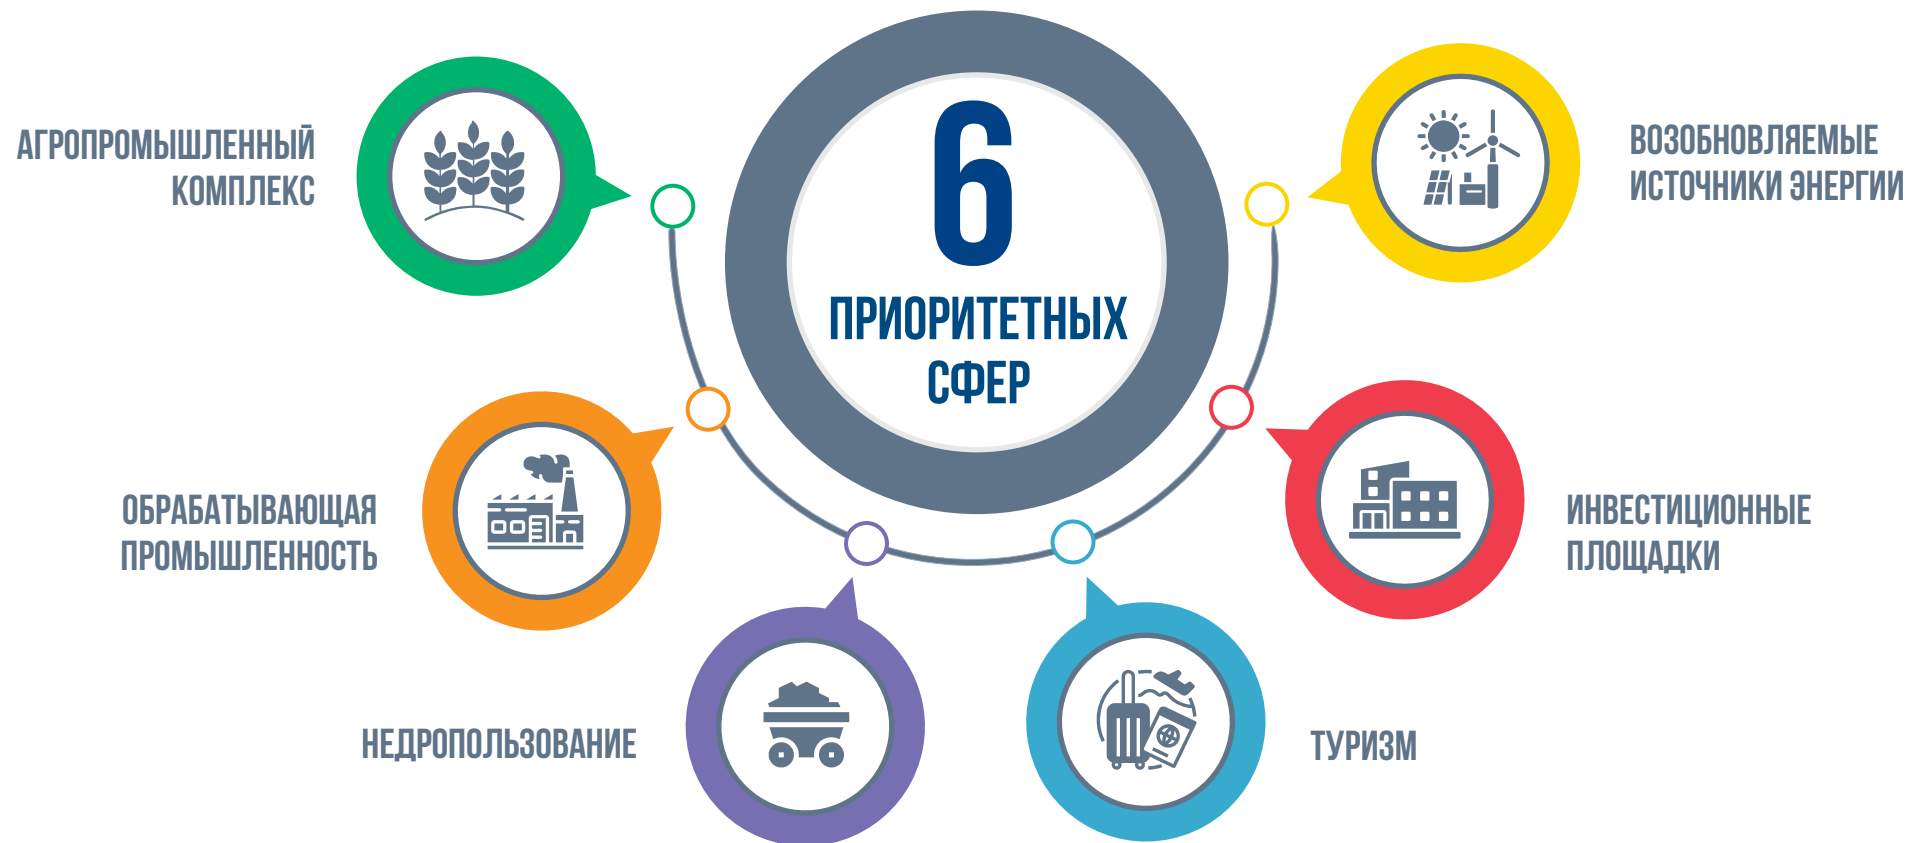 6
ПРИОРИТЕТНЫХ
СФЕР
АГРОПРОМЫШЛЕННЫЙ
КОМПЛЕКС
ОБРАБАТЫВАЮЩАЯ
ПРОМЫШЛЕННОСТЬ
НЕДРОПОЛЬЗОВАНИЕ
ТУРИЗМ
ИНВЕСТИЦИОННЫЕ
ПЛОЩАДКИ
ВОЗОБНОВЛЯЕМЫЕ
ИСТОЧНИКИ ЭНЕРГИИ